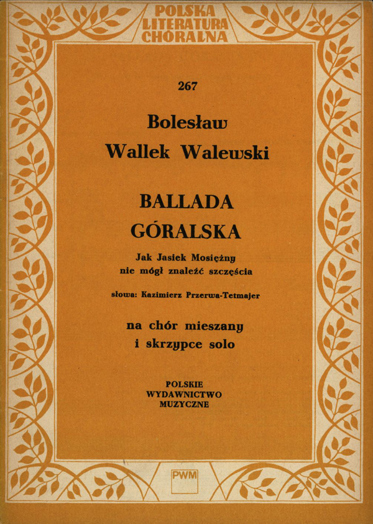 POLSKA
LITERATURA
CHÓRALNA
267
Bolesław
Wallek Walewski
BALLADA
GÓRALSKA
Jak Jasiek Mosiężny
nie mógł znaleźć szczęścia
słowa: Kazimierz Przerwa-Tetmajer
na chór mieszany
i skrzypce solo
POLSKIE
WYDAWNICTWO
MUZYCZNE
PWM